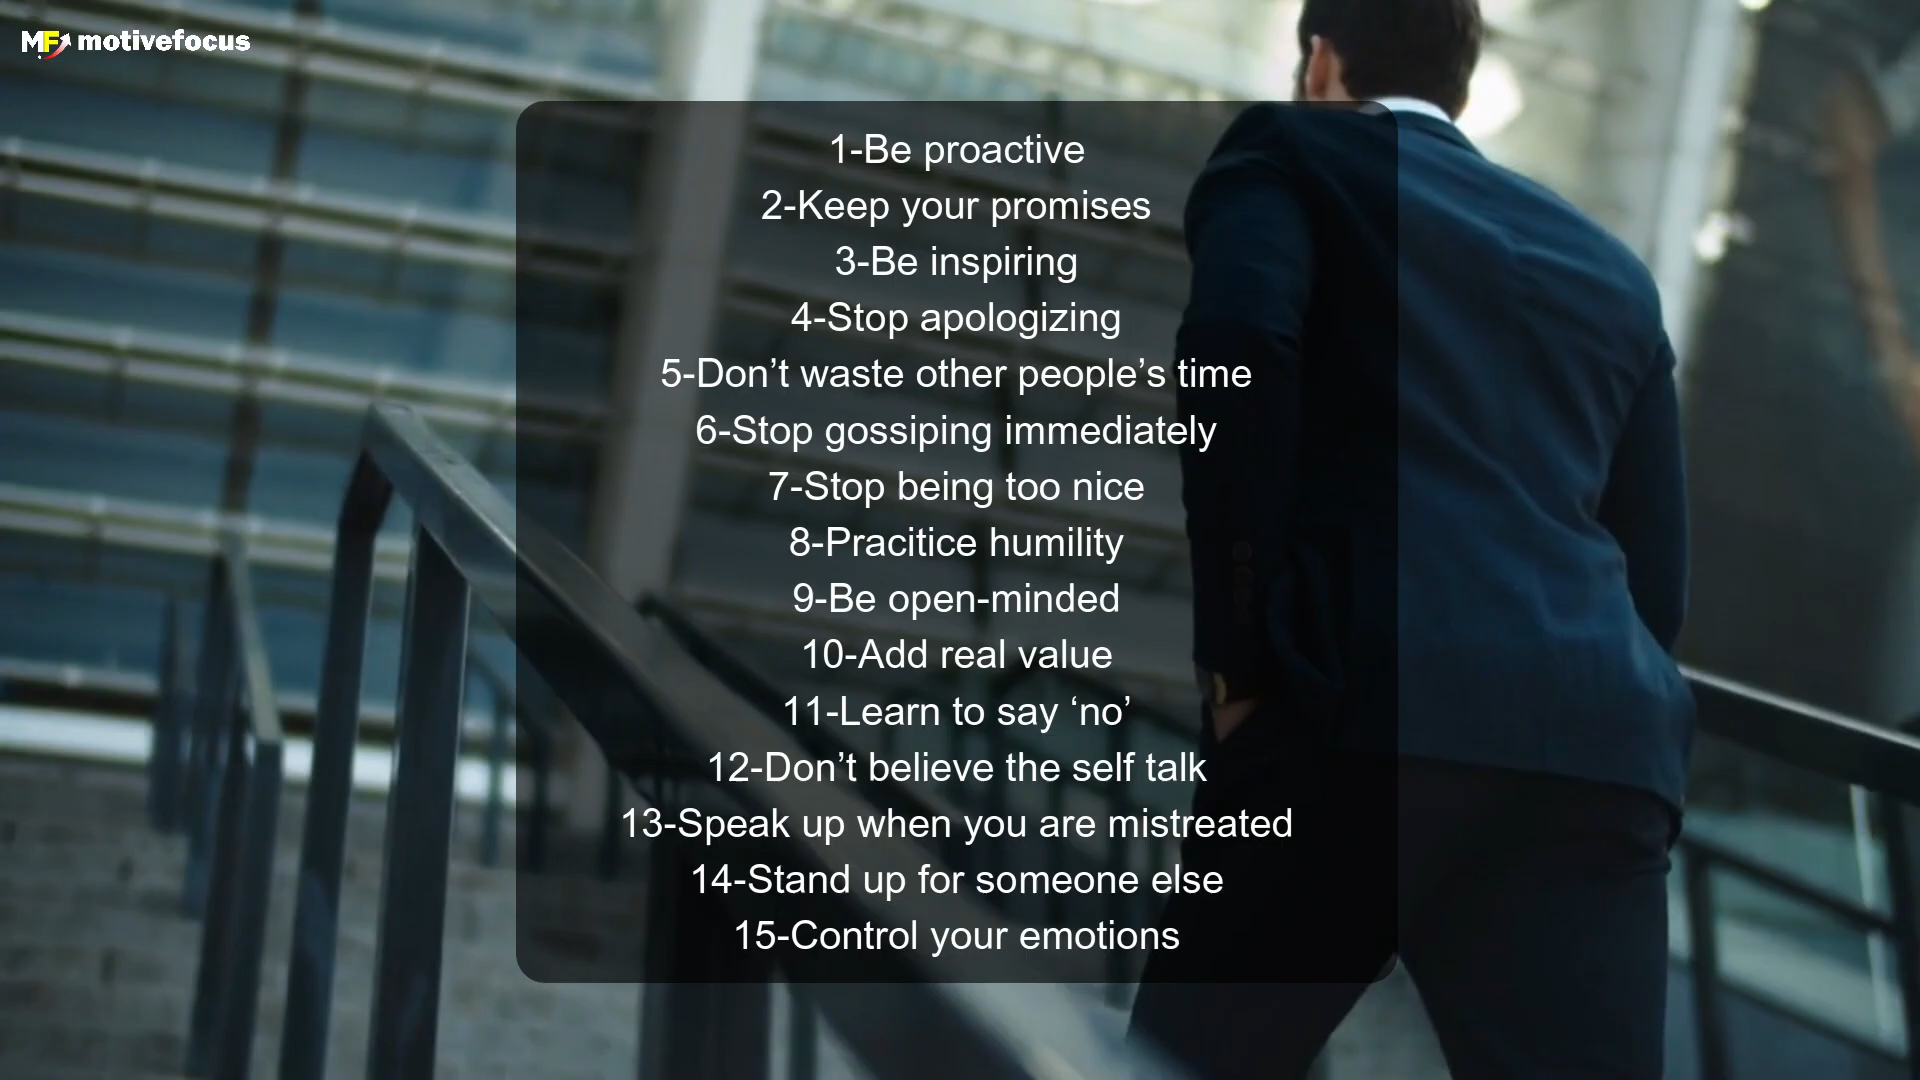 MF motivefocus
1-Be proactive
2-Keep your promises
3-Be inspiring
4-Stop apologizing
5-Don’t waste other people’s time
6-Stop gossiping immediately
7-Stop being too nice
8-Pracitice humility
9-Be open-minded
10-Add real value
11-Learn to say ‘no’
12-Don’t believe the self talk
13-Speak up when you are mistreated
14-Stand up for someone else
15-Control your emotions